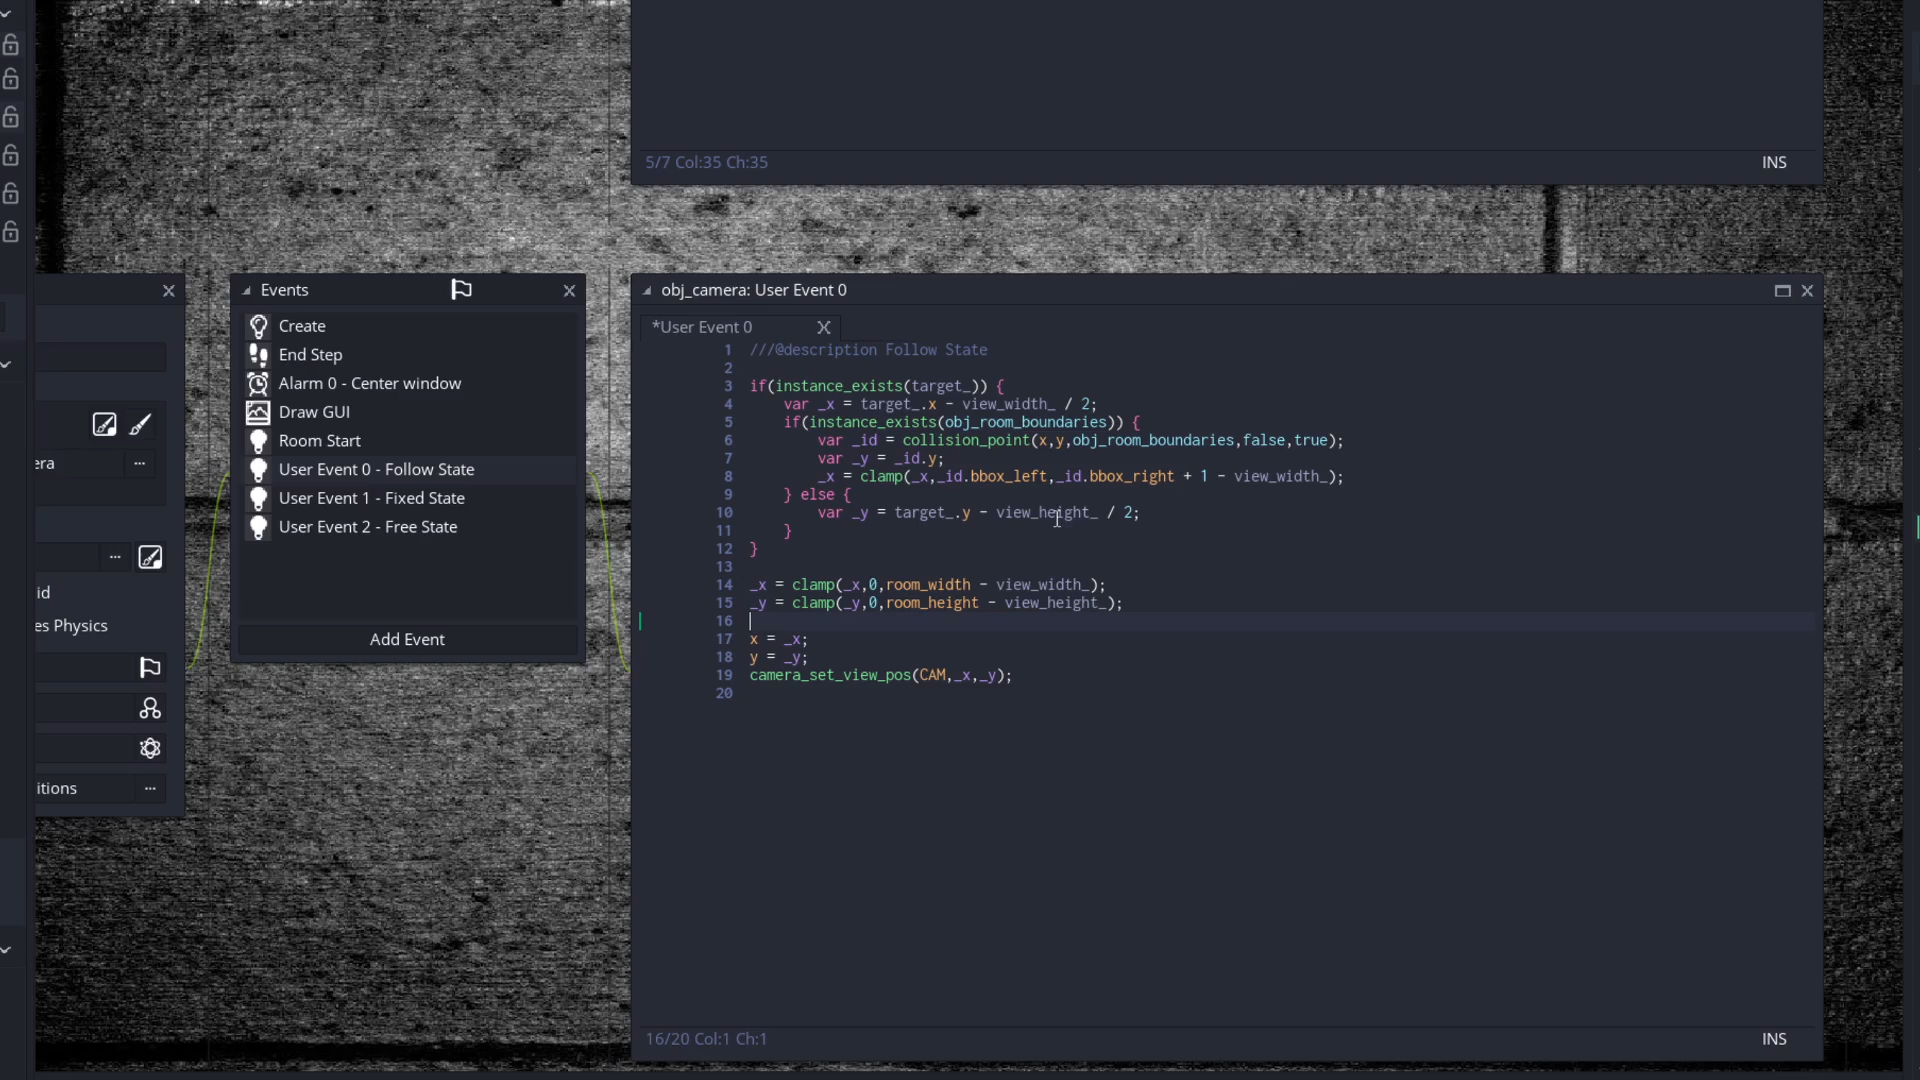 5/7 Col:35 Ch:35
INS
Events
Create
End Step
Alarm 0 - Center window
Draw GUI
Room Start
User Event 0 - Follow State
User Event 1 - Fixed State
User Event 2 - Free State
Add Event
era
...
...
id
es Physics
itions
...
obj_camera: User Event 0
*User Event 0
1 ///@description Follow State
2
3 if(instance_exists(target_)) {
4 var _x = target_.x - view_width_ / 2;
5 if(instance_exists(obj_room_boundaries)) {
6 var _id = collision_point(x,y,obj_room_boundaries,false,true);
7 var _y = _id.y;
8 _x = clamp(_x,_id.bbox_left,_id.bbox_right + 1 - view_width_);
9 } else {
10 var _y = target_.y - view_height_ / 2;
11 }
12 }
13
14 _x = clamp(_x,0,room_width - view_width_);
15 _y = clamp(_y,0,room_height - view_height_);
16
17 x = _x;
18 y = _y;
19 camera_set_view_pos(CAM,_x,_y);
20
16/20 Col:1 Ch:1
INS